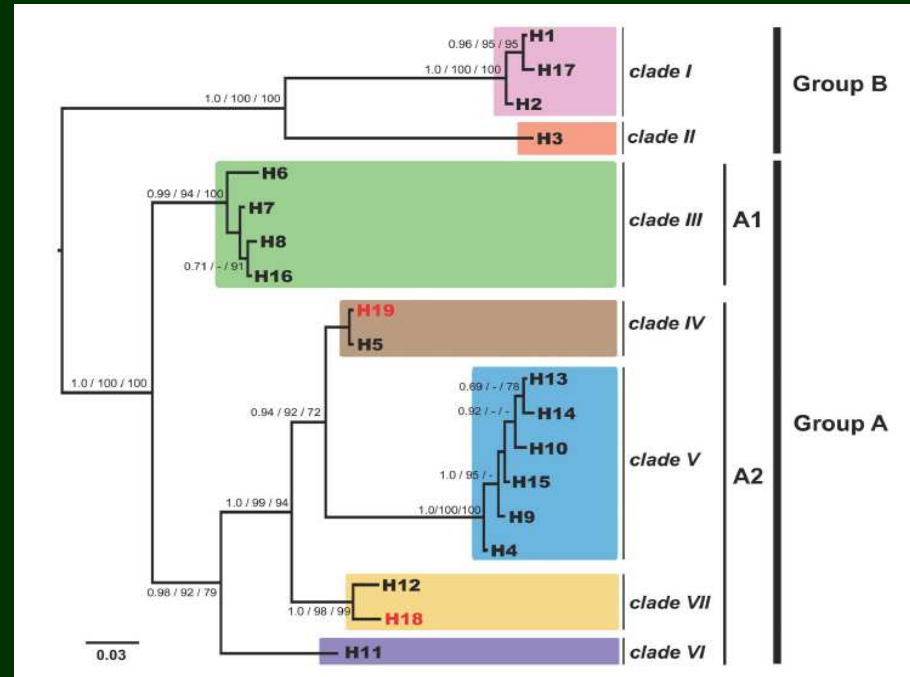 H1
0.96 / 95 / 95
H17
clade I
1.0 / 100 / 100
H2
Group B
1.0 / 100 / 100
H3
clade II
H6
0.99 / 94 / 100
H7
clade III
A1
H8
0.71 / - / 91
H16
H19
clade IV
H5
1.0 / 100 / 100
H13
0.69 / - / 78
0.94 / 92 / 72
0.92 / - / -
H14
Group A
H10
clade V
1.0 / 95 / -
H15
A2
1.0 / 99 / 94
1.0/100/100
H9
H4
H12
0.98 / 92 / 79
clade VII
1.0 / 98 / 99
H18
0.03
H11
clade VI